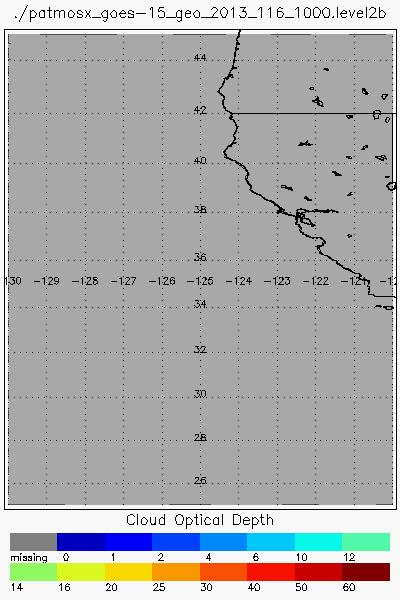 ./patmosx_goes-15_geo_2013_116_1000.level2b
44
42
40
38
36
130 -129 -128 -127 -126 -125 -124 -123 -122 -121 -12
34
32
30
28
26
Cloud Optical Depth
missing 0 1 2 4 6 10 12
14 16 20 25 30 40 50 60